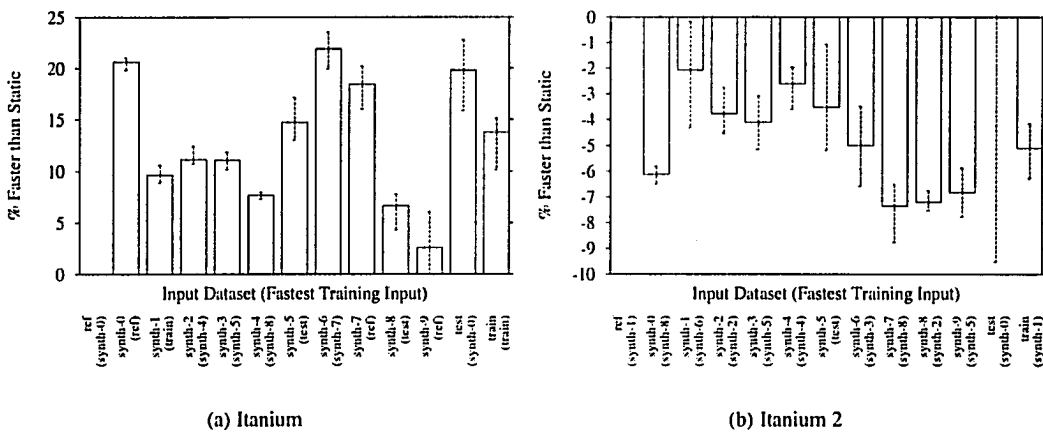 25
20
15
10
5
0
% Faster than Static
Input Dataset (Fastest Training Input)
ref
(synth-0)
synth-0
(ref)
synth-1
(train)
synth-2
(synth-4)
synth-3
(synth-5)
synth-4
(synth-8)
synth-5
(test)
synth-6
(synth-7)
synth-7
(ref)
synth-8
(test)
synth-9
(ref)
test
(synth-0)
train
(train)
(a) Itanium
0
-1
-2
-3
-4
-5
-6
-7
-8
-9
-10
% Faster than Static
Input Dataset (Fastest Training Input)
ref
(synth-1)
synth-0
(synth-8)
synth-1
(synth-6)
synth-2
(synth-2)
synth-3
(synth-5)
synth-4
(synth-4)
synth-5
(test)
synth-6
(synth-3)
synth-7
(synth-8)
synth-8
(synth-2)
synth-9
(synth-5)
test
(synth-0)
train
(synth-1)
(b) Itanium 2